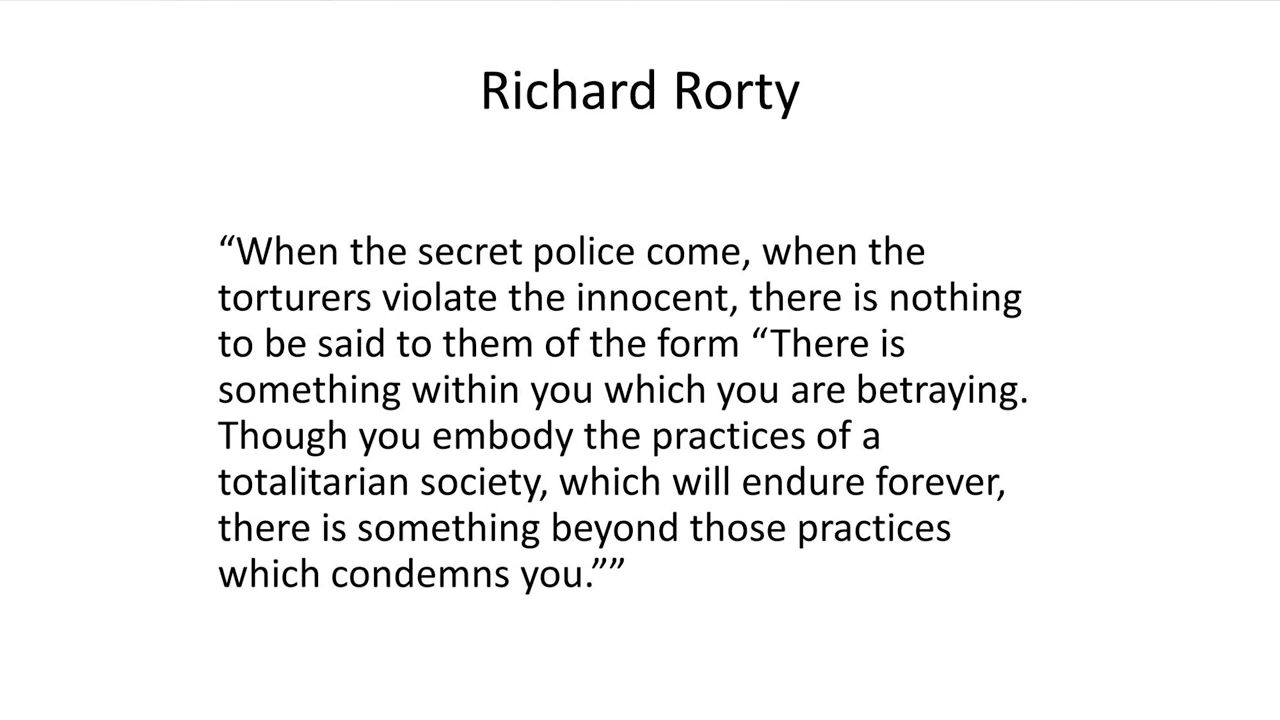 Richard Rorty
“When the secret police come, when the
torturers violate the innocent, there is nothing
to be said to them of the form “There is
something within you which you are betraying.
Though you embody the practices of a
totalitarian society, which will endure forever,
there is something beyond those practices
which condemns you.””